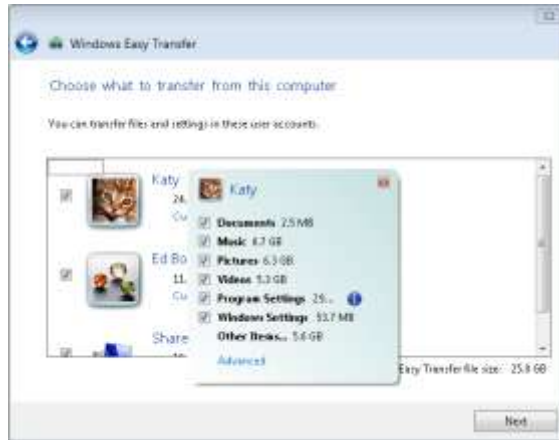 Windows Easy Transfer
Choose what to transfer from this computer
You can transfer files and settings in these user accounts.
Katy
Ed Bo
Share
Katy
Documents 2.5 MB
Music 6.7 GB
Pictures 6.3 GB
Videos 5.3 GB
Program Settings 29...
Windows Settings 53.7 MB
Other Items... 5.6 GB
Advanced
Easy Transfer file size: 25.8 GB
Next